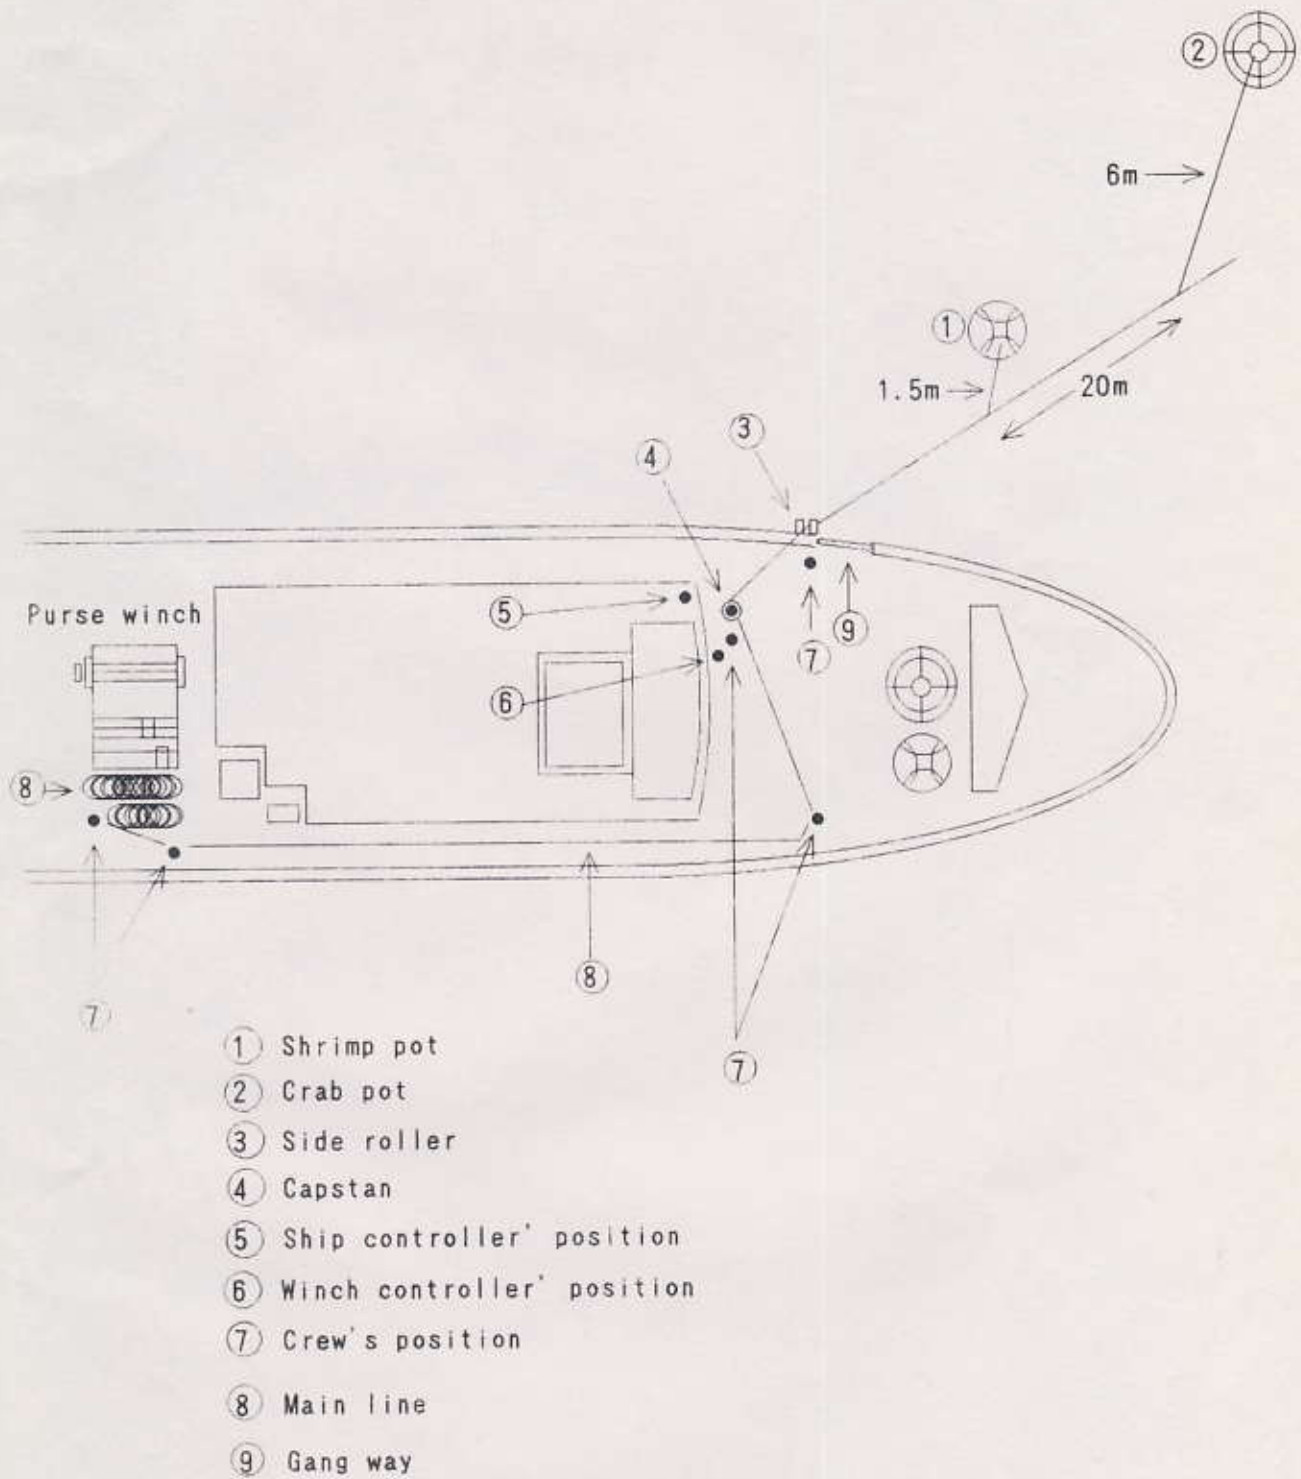 ②
6m
①
1.5m
20m
③
④
Purse winch
⑤
⑦
⑨
⑥
⑧
⑧
⑦
⑦
① Shrimp pot
② Crab pot
③ Side roller
④ Capstan
⑤ Ship controller' position
⑥ Winch controller' position
⑦ Crew's position
⑧ Main line
⑨ Gang way